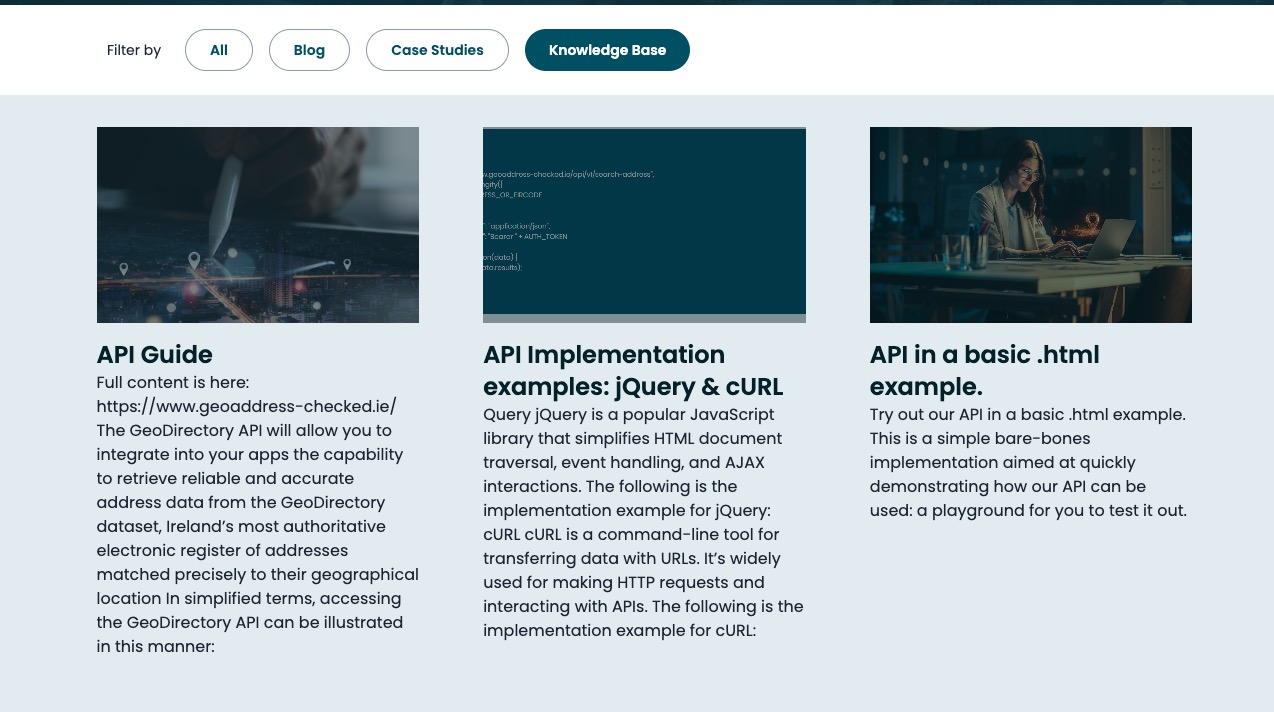 Filter by
All
Blog
Case Studies
Knowledge Base
w.geoaddress-checked.io/api/v1/search-address",
ngify({
RESS_OR_EIRCODE
": "application/json",
": "Bearer " + AUTH_TOKEN
on(data) {
data.results);
API Guide
Full content is here:
https://www.geoaddress-checked.ie/
The GeoDirectory API will allow you to
integrate into your apps the capability
to retrieve reliable and accurate
address data from the GeoDirectory
dataset, Ireland’s most authoritative
electronic register of addresses
matched precisely to their geographical
location In simplified terms, accessing
the GeoDirectory API can be illustrated
in this manner:
API Implementation
examples: jQuery & cURL
Query jQuery is a popular JavaScript
library that simplifies HTML document
traversal, event handling, and AJAX
interactions. The following is the
implementation example for jQuery:
cURL cURL is a command-line tool for
transferring data with URLs. It’s widely
used for making HTTP requests and
interacting with APIs. The following is the
implementation example for cURL:
API in a basic .html
example.
Try out our API in a basic .html example.
This is a simple bare-bones
implementation aimed at quickly
demonstrating how our API can be
used: a playground for you to test it out.